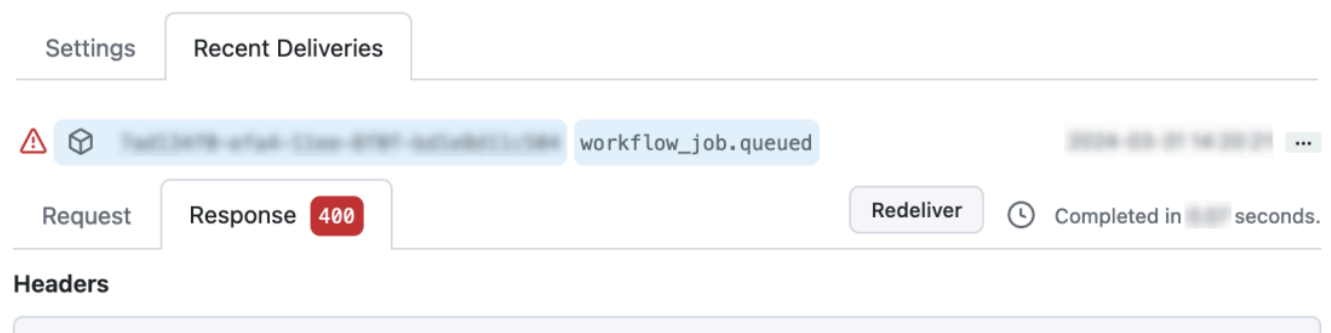 Settings Recent Deliveries
workflow_job.queued ...
Request Response 400 Redeliver Completed in seconds.
Headers